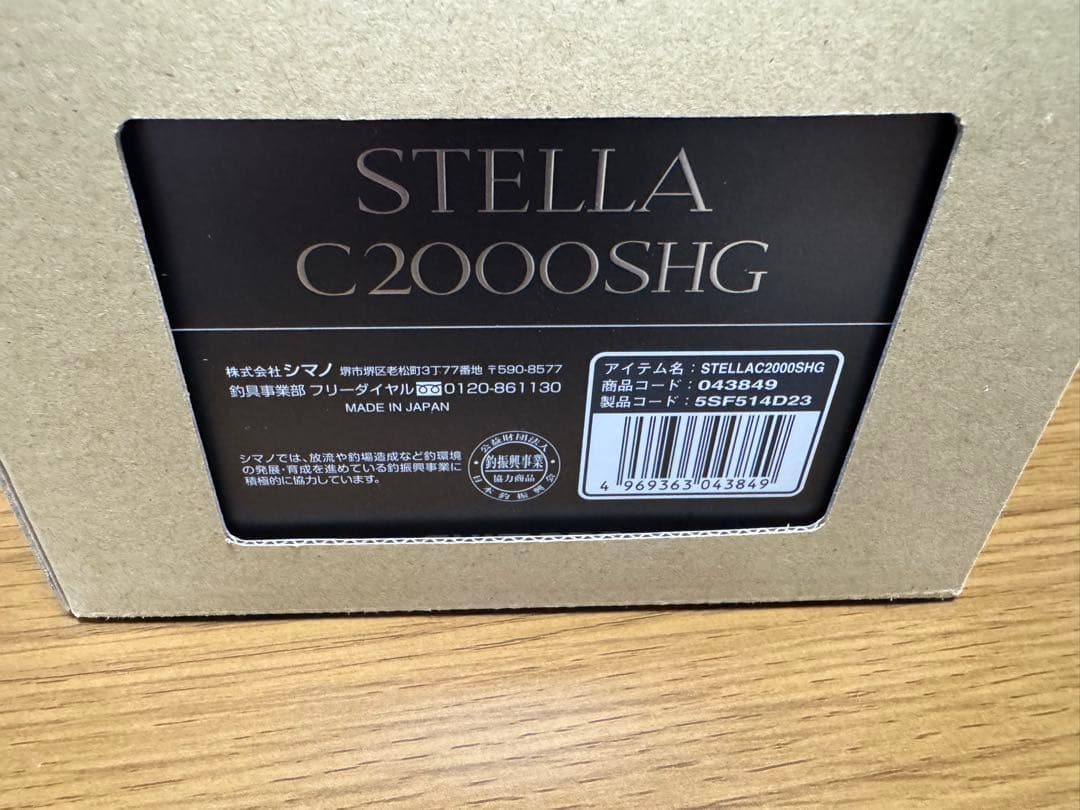 STELLA
C2000SHG
株式会社シマノ 堺市堺区老松町3丁77番地 〒590-8577
釣具事業部 フリーダイヤル 0120-861130
MADE IN JAPAN
シマノでは、放流や釣場造成など釣環境
の発展・育成を進めている釣振興事業に
積極的に協力しています。
公益財団法人
釣振興事業
協力商品
日本釣振興会
アイテム名：STELLAC2000SHG
商品コード：043849
製品コード：5SF514D23
4 969363 043849